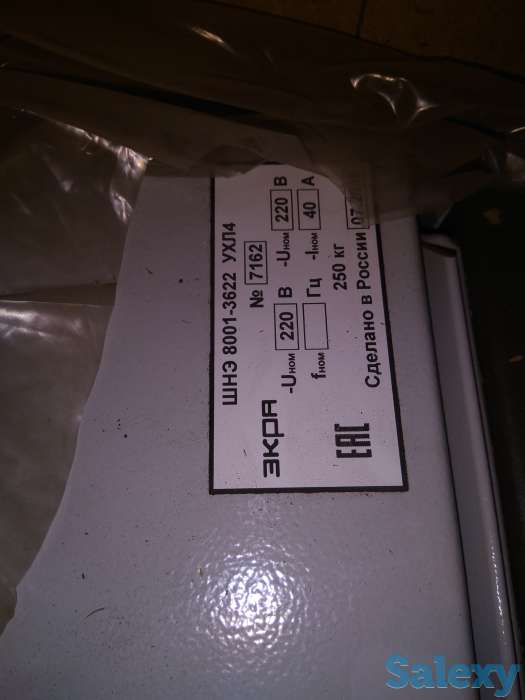 ШНЭ 8001-3622 УХЛ4
№ 7162
ЭКРА
-Uном 220 В -Uном 220 В
fном Гц -Iном 40 А
250 кг
EAC Сделано в России 07.
Salexy